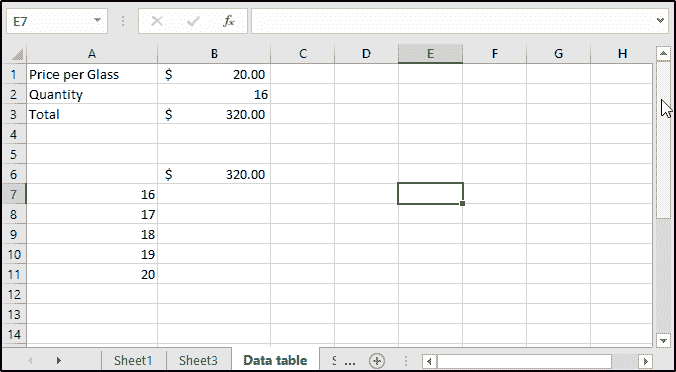 E7 fx
A B C D E F G H
1 Price per Glass $ 20.00
2 Quantity 16
3 Total $ 320.00
4
5
6 $ 320.00
7 16
8 17
9 18
10 19
11 20
12
13
14
Sheet1 Sheet3 Data table ...